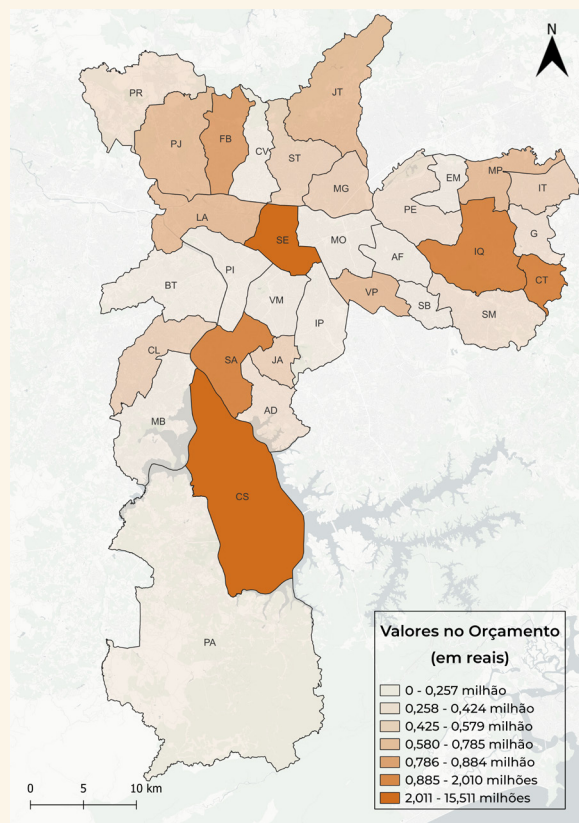 N
JT
PR
FB
PJ
CV
ST
MG
EM
MP
IT
PE
LA
SE
MO
G
AF
IQ
CT
PI
BT
VM
VP
SB
SM
IP
CL
SA
JA
AD
MB
CS
PA
Valores no Orçamento
(em reais)
0 - 0,257 milhão
0,258 - 0,424 milhão
0,425 - 0,579 milhão
0,580 - 0,785 milhão
0,786 - 0,884 milhão
0,885 - 2,010 milhões
2,011 - 15,511 milhões
0 5 10 km